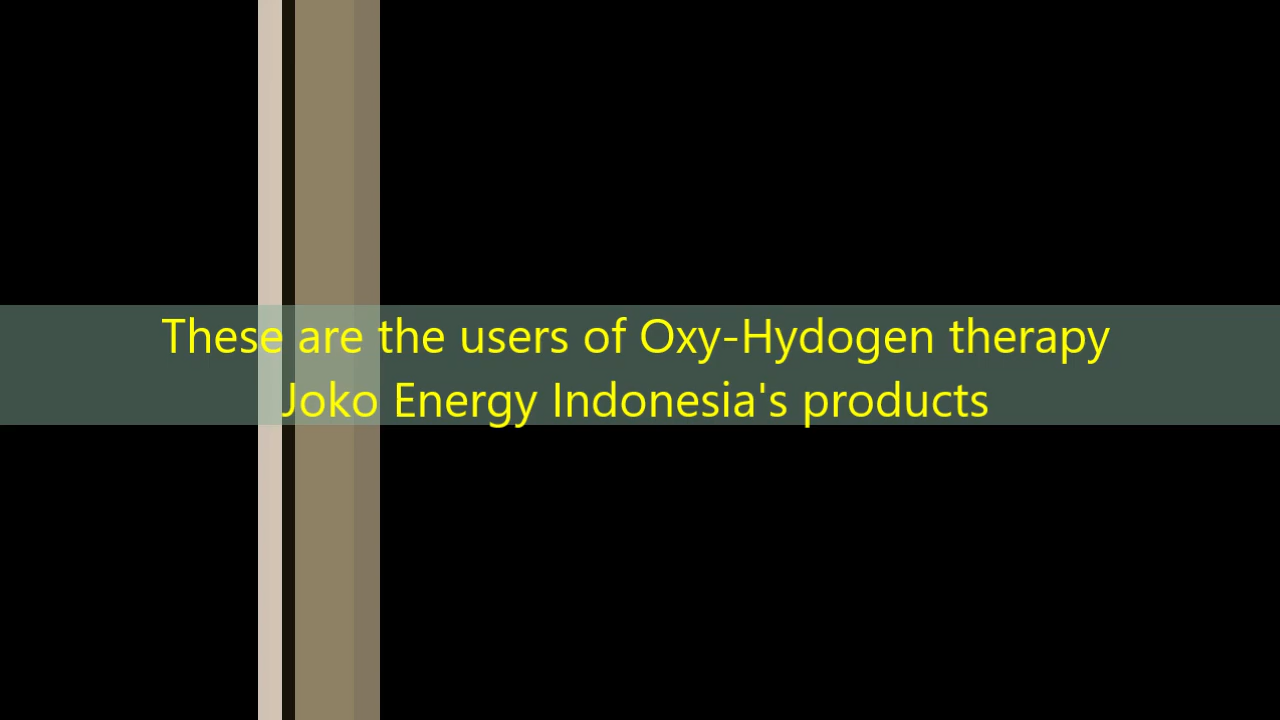 These are the users of Oxy-Hydogen therapy
Joko Energy Indonesia's products